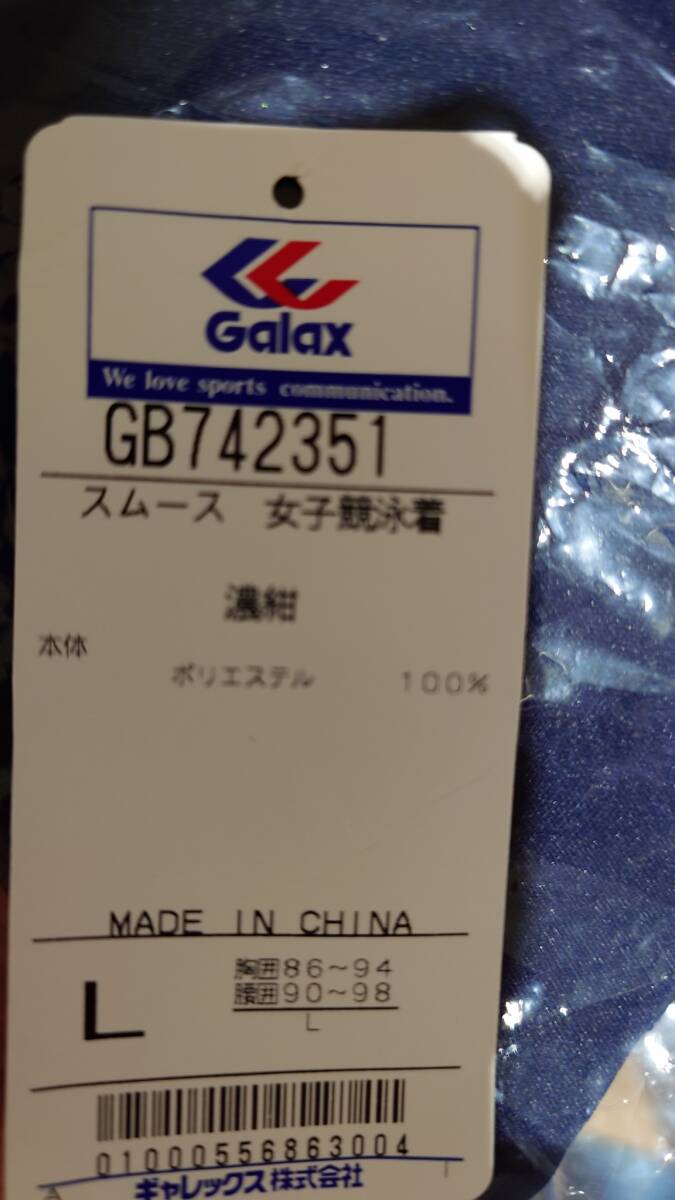 Galax
We love sports communication.
GB742351
スムース 女子競泳着
濃紺
本体
ポリエステル 100%
MADE IN CHINA
L
胸囲86~94
腰囲90~98
L
01000556863004
ギャレックス株式会社